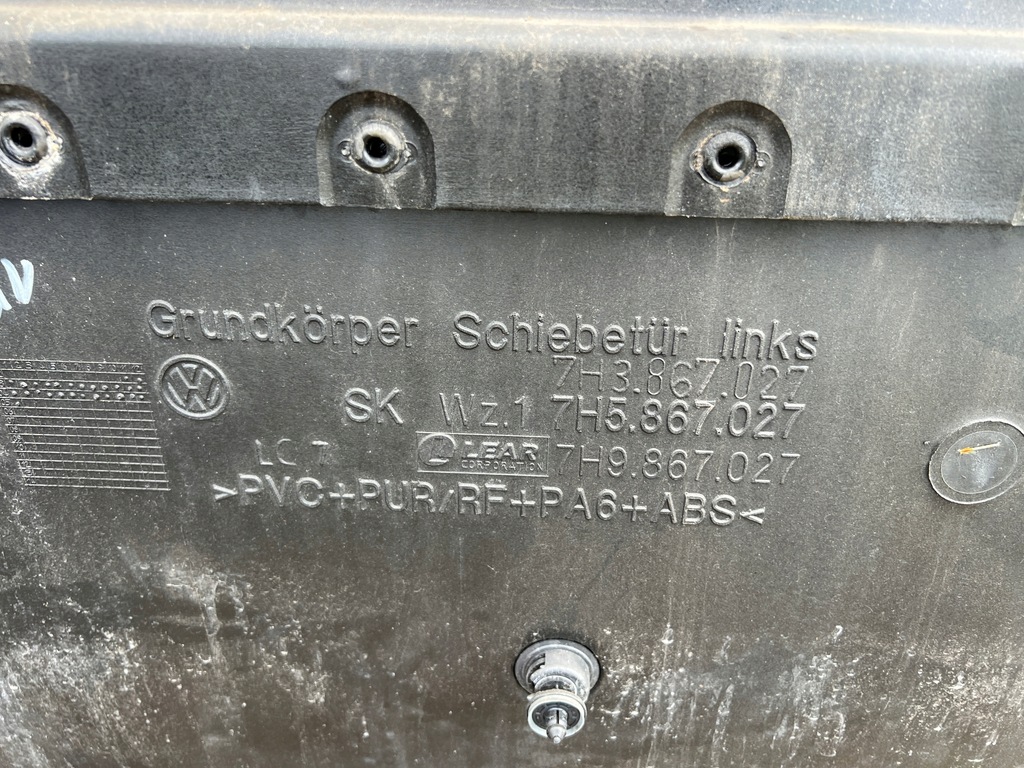 Grundkörper Schiebetür links
7H3.867.027
SK Wz.1 7H5.867.027
LEAR
CORPORATION
7H9.867.027
>PVC+PUR/RF+PA6+ABS<